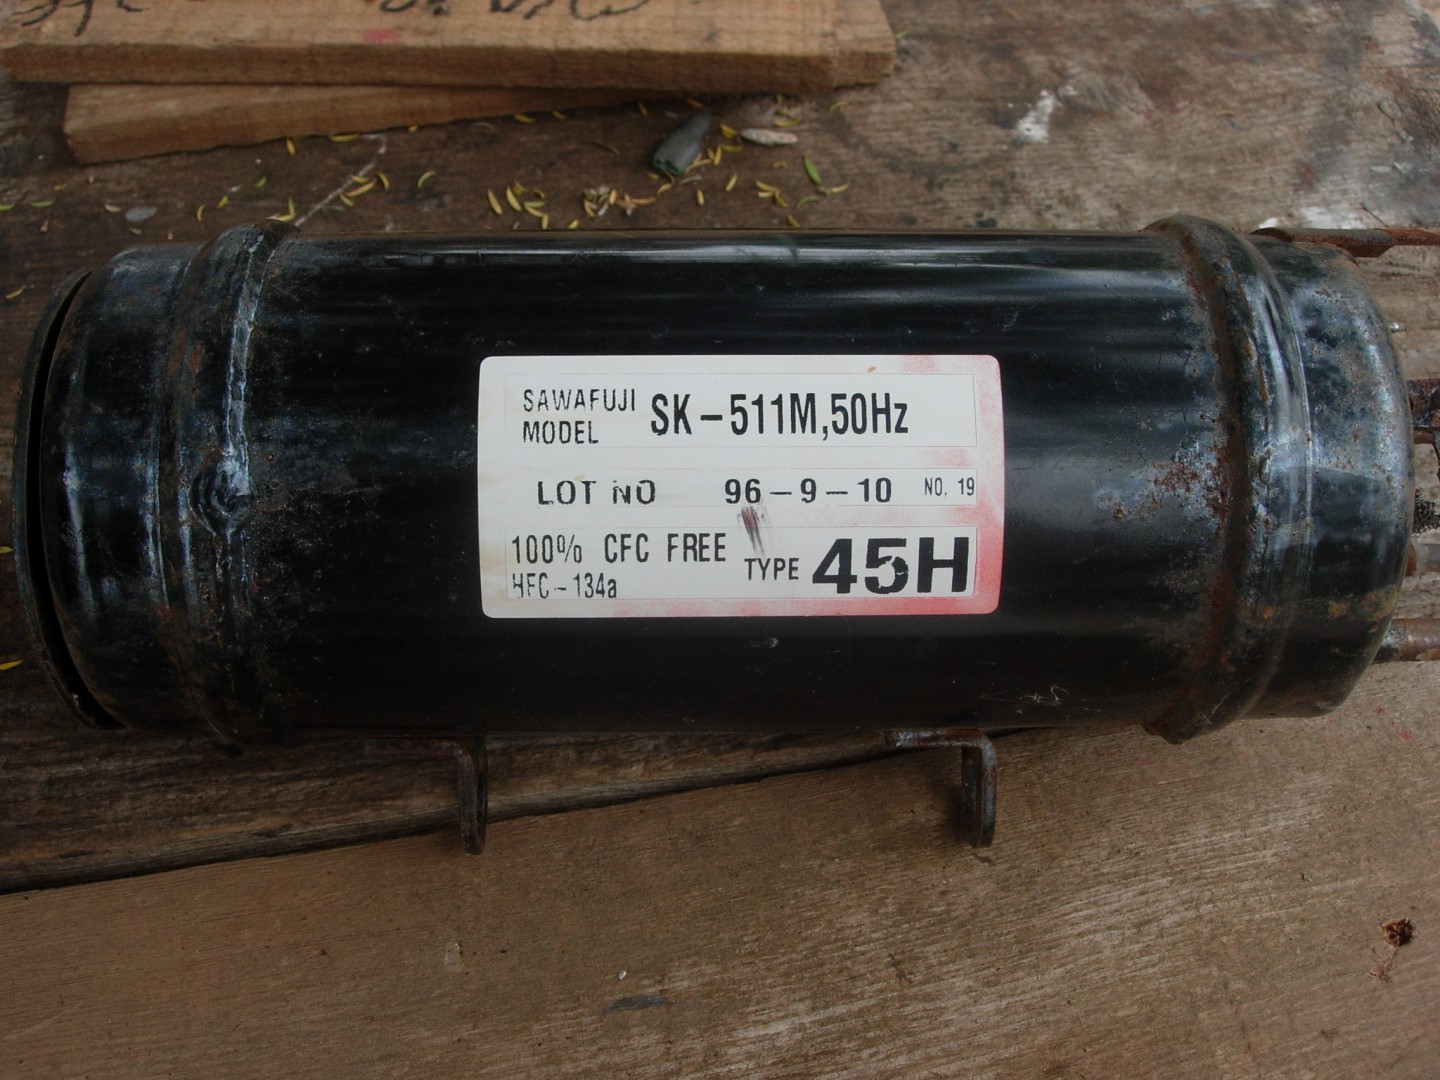 SAWAFUJI
MODEL SK-511M,50Hz
LOT NO 96-9-10 NO. 19
100% CFC FREE
HFC-134a
TYPE 45H